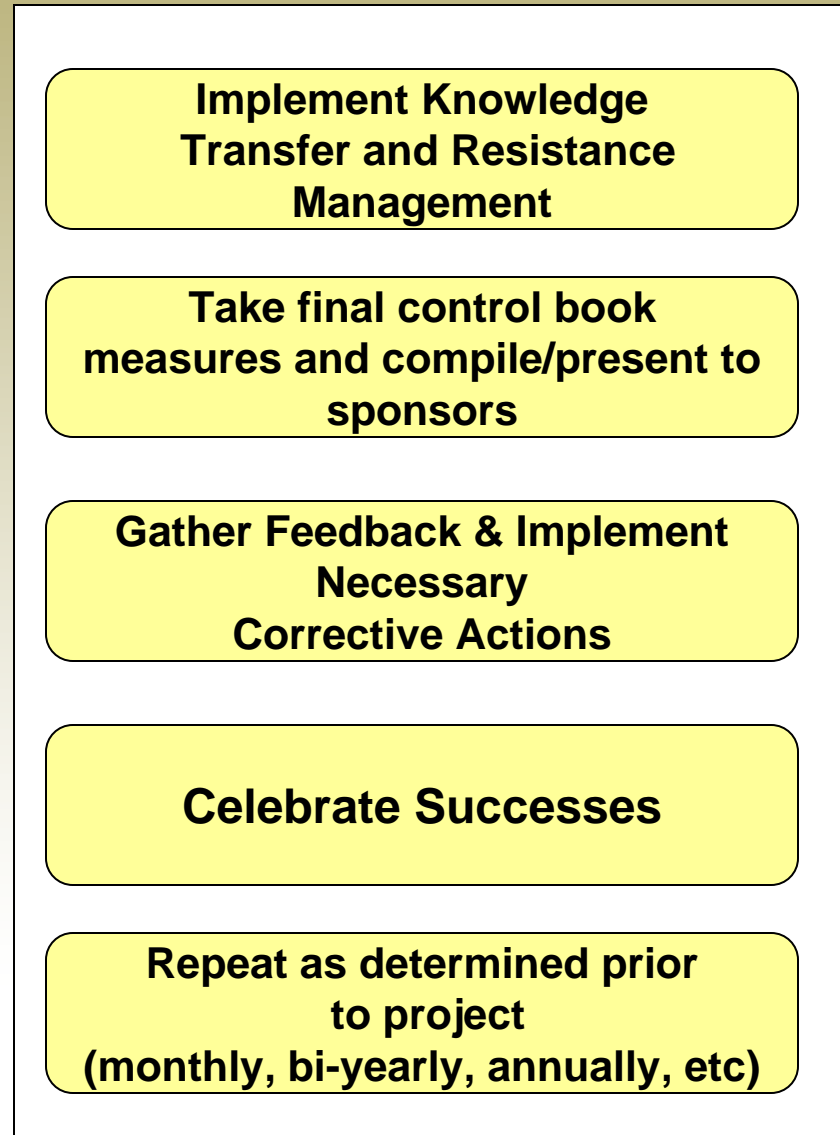 Implement Knowledge
Transfer and Resistance
Management
Take final control book
measures and compile/present to
sponsors
Gather Feedback & Implement
Necessary
Corrective Actions
Celebrate Successes
Repeat as determined prior
to project
(monthly, bi-yearly, annually, etc)